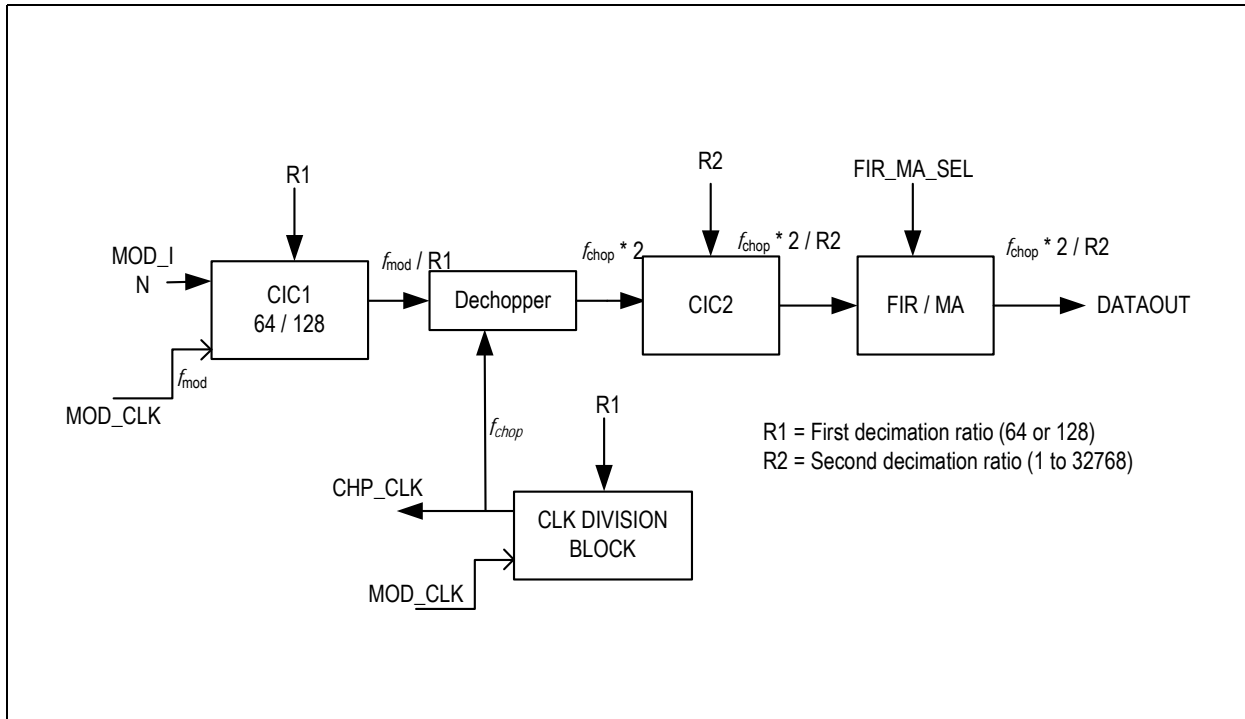 R1
R2
FIR_MA_SEL
MOD_I
N
fmod / R1
fchop * 2
fchop * 2 / R2
fchop * 2 / R2
CIC1
64 / 128
Dechopper
CIC2
FIR / MA
DATAOUT
fmod
MOD_CLK
R1
fchop
R1 = First decimation ratio (64 or 128)
R2 = Second decimation ratio (1 to 32768)
CHP_CLK
CLK DIVISION
BLOCK
MOD_CLK